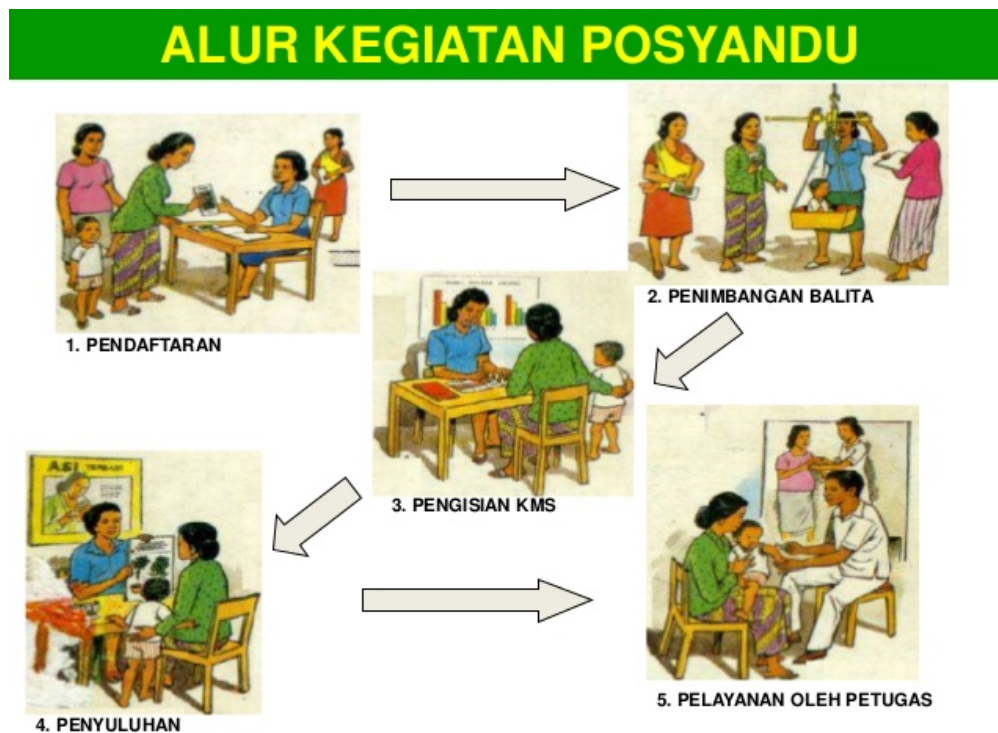 ALUR KEGIATAN POSYANDU
1. PENDAFTARAN
2. PENIMBANGAN BALITA
3. PENGISIAN KMS
ASI
4. PENYULUHAN
5. PELAYANAN OLEH PETUGAS